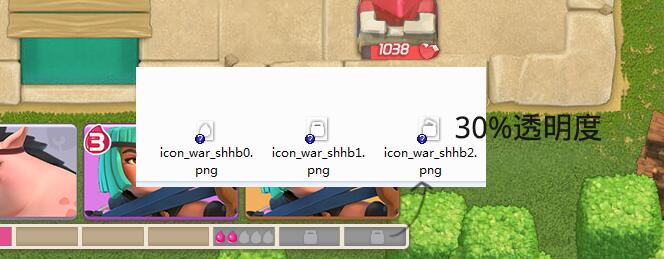 1038
3
icon_war_shhb0.
png
icon_war_shhb1.
png
icon_war_shhb2.
png
30%透明度